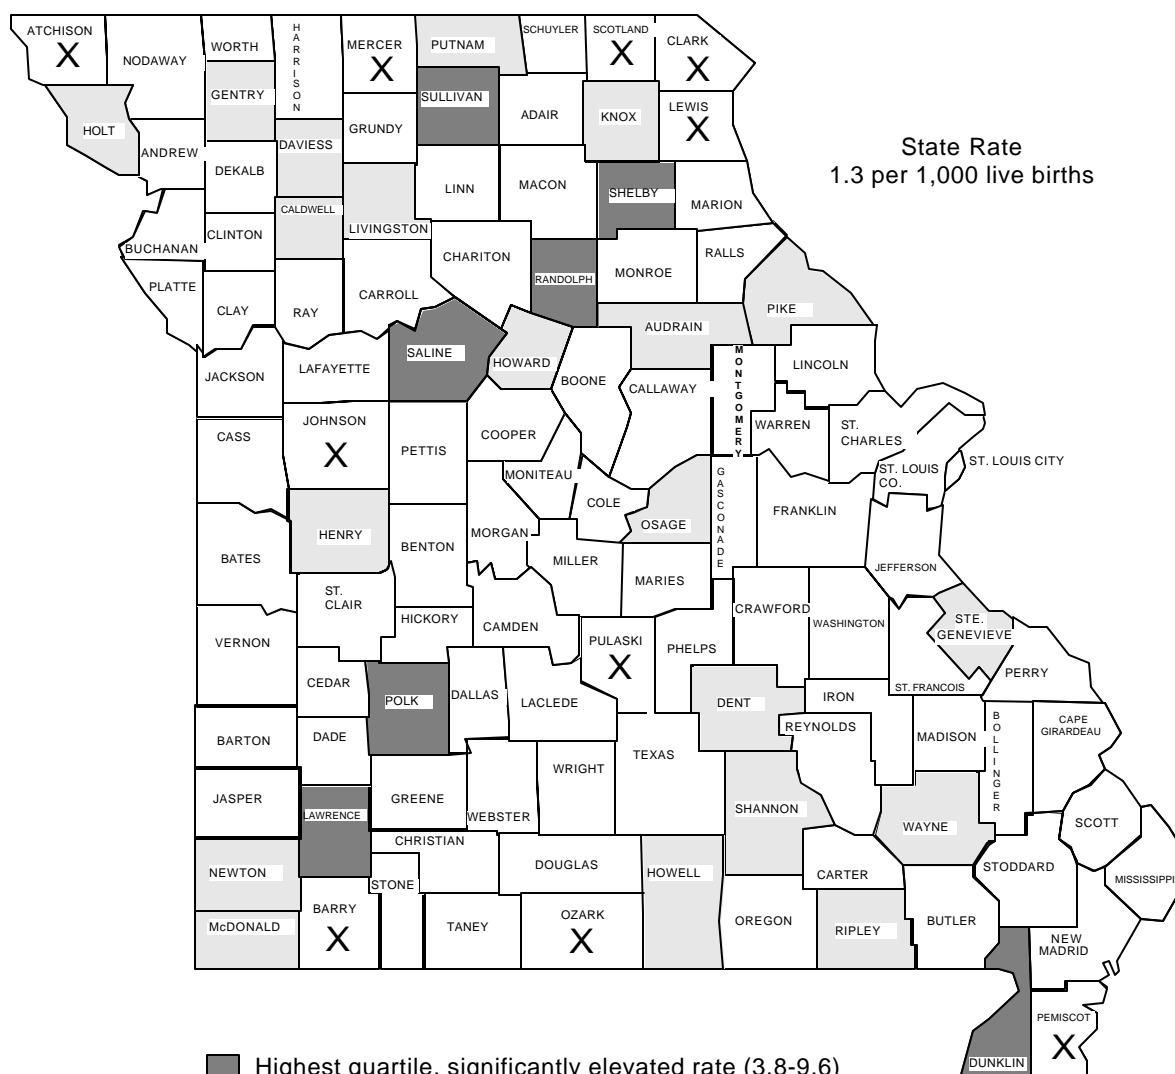 ATCHISON
X
NODAWAY
WORTH
HARRISON
MERCER
X
PUTNAM
SCHUYLER
SCOTLAND
X
CLARK
X
GENTRY
SULLIVAN
ADAIR
KNOX
LEWIS
X
HOLT
ANDREW
DEKALB
DAVIESS
GRUNDY
LINN
MACON
SHELBY
MARION
State Rate
1.3 per 1,000 live births
BUCHANAN
CLINTON
CALDWELL
LIVINGSTON
CHARITON
RANDOLPH
MONROE
RALLS
PLATTE
CLAY
RAY
CARROLL
SALINE
HOWARD
AUDRAIN
PIKE
JACKSON
LAFAYETTE
BOONE
CALLAWAY
MONTGOMERY
LINCOLN
CASS
JOHNSON
X
PETTIS
COOPER
WARREN
ST.
CHARLES
ST. LOUIS
CO.
ST. LOUIS CITY
MONITEAU
COLE
OSAGE
GASCONADE
FRANKLIN
JEFFERSON
BATES
HENRY
BENTON
MORGAN
MILLER
MARIES
ST.
CLAIR
HICKORY
CAMDEN
PULASKI
X
PHELPS
CRAWFORD
WASHINGTON
STE.
GENEVIEVE
VERNON
CEDAR
POLK
DALLAS
LACLEDE
DENT
IRON
ST. FRANCOIS
PERRY
BARTON
DADE
WRIGHT
TEXAS
REYNOLDS
MADISON
BOLLINGER
CAPE
GIRARDEAU
JASPER
LAWRENCE
GREENE
WEBSTER
SHANNON
WAYNE
SCOTT
NEWTON
CHRISTIAN
STONE
DOUGLAS
HOWELL
CARTER
STODDARD
MISSISSIPPI
McDONALD
BARRY
X
TANEY
OZARK
X
OREGON
RIPLEY
BUTLER
NEW
MADRID
PEMISCOT
X
DUNKLIN
Highest quartile, significantly elevated rate (3.8-9.6)